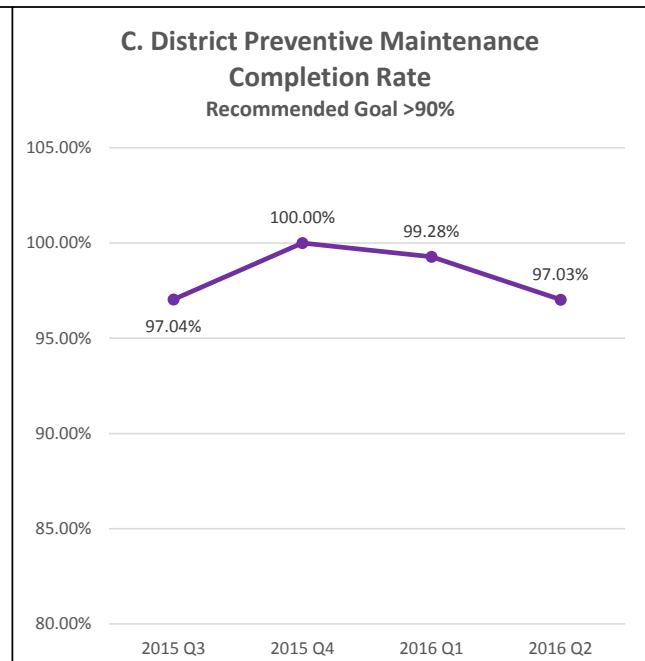 C. District Preventive Maintenance
Completion Rate
Recommended Goal >90%
105.00%
100.00%
95.00%
90.00%
85.00%
80.00%
97.04%
100.00%
99.28%
97.03%
2015 Q3
2015 Q4
2016 Q1
2016 Q2